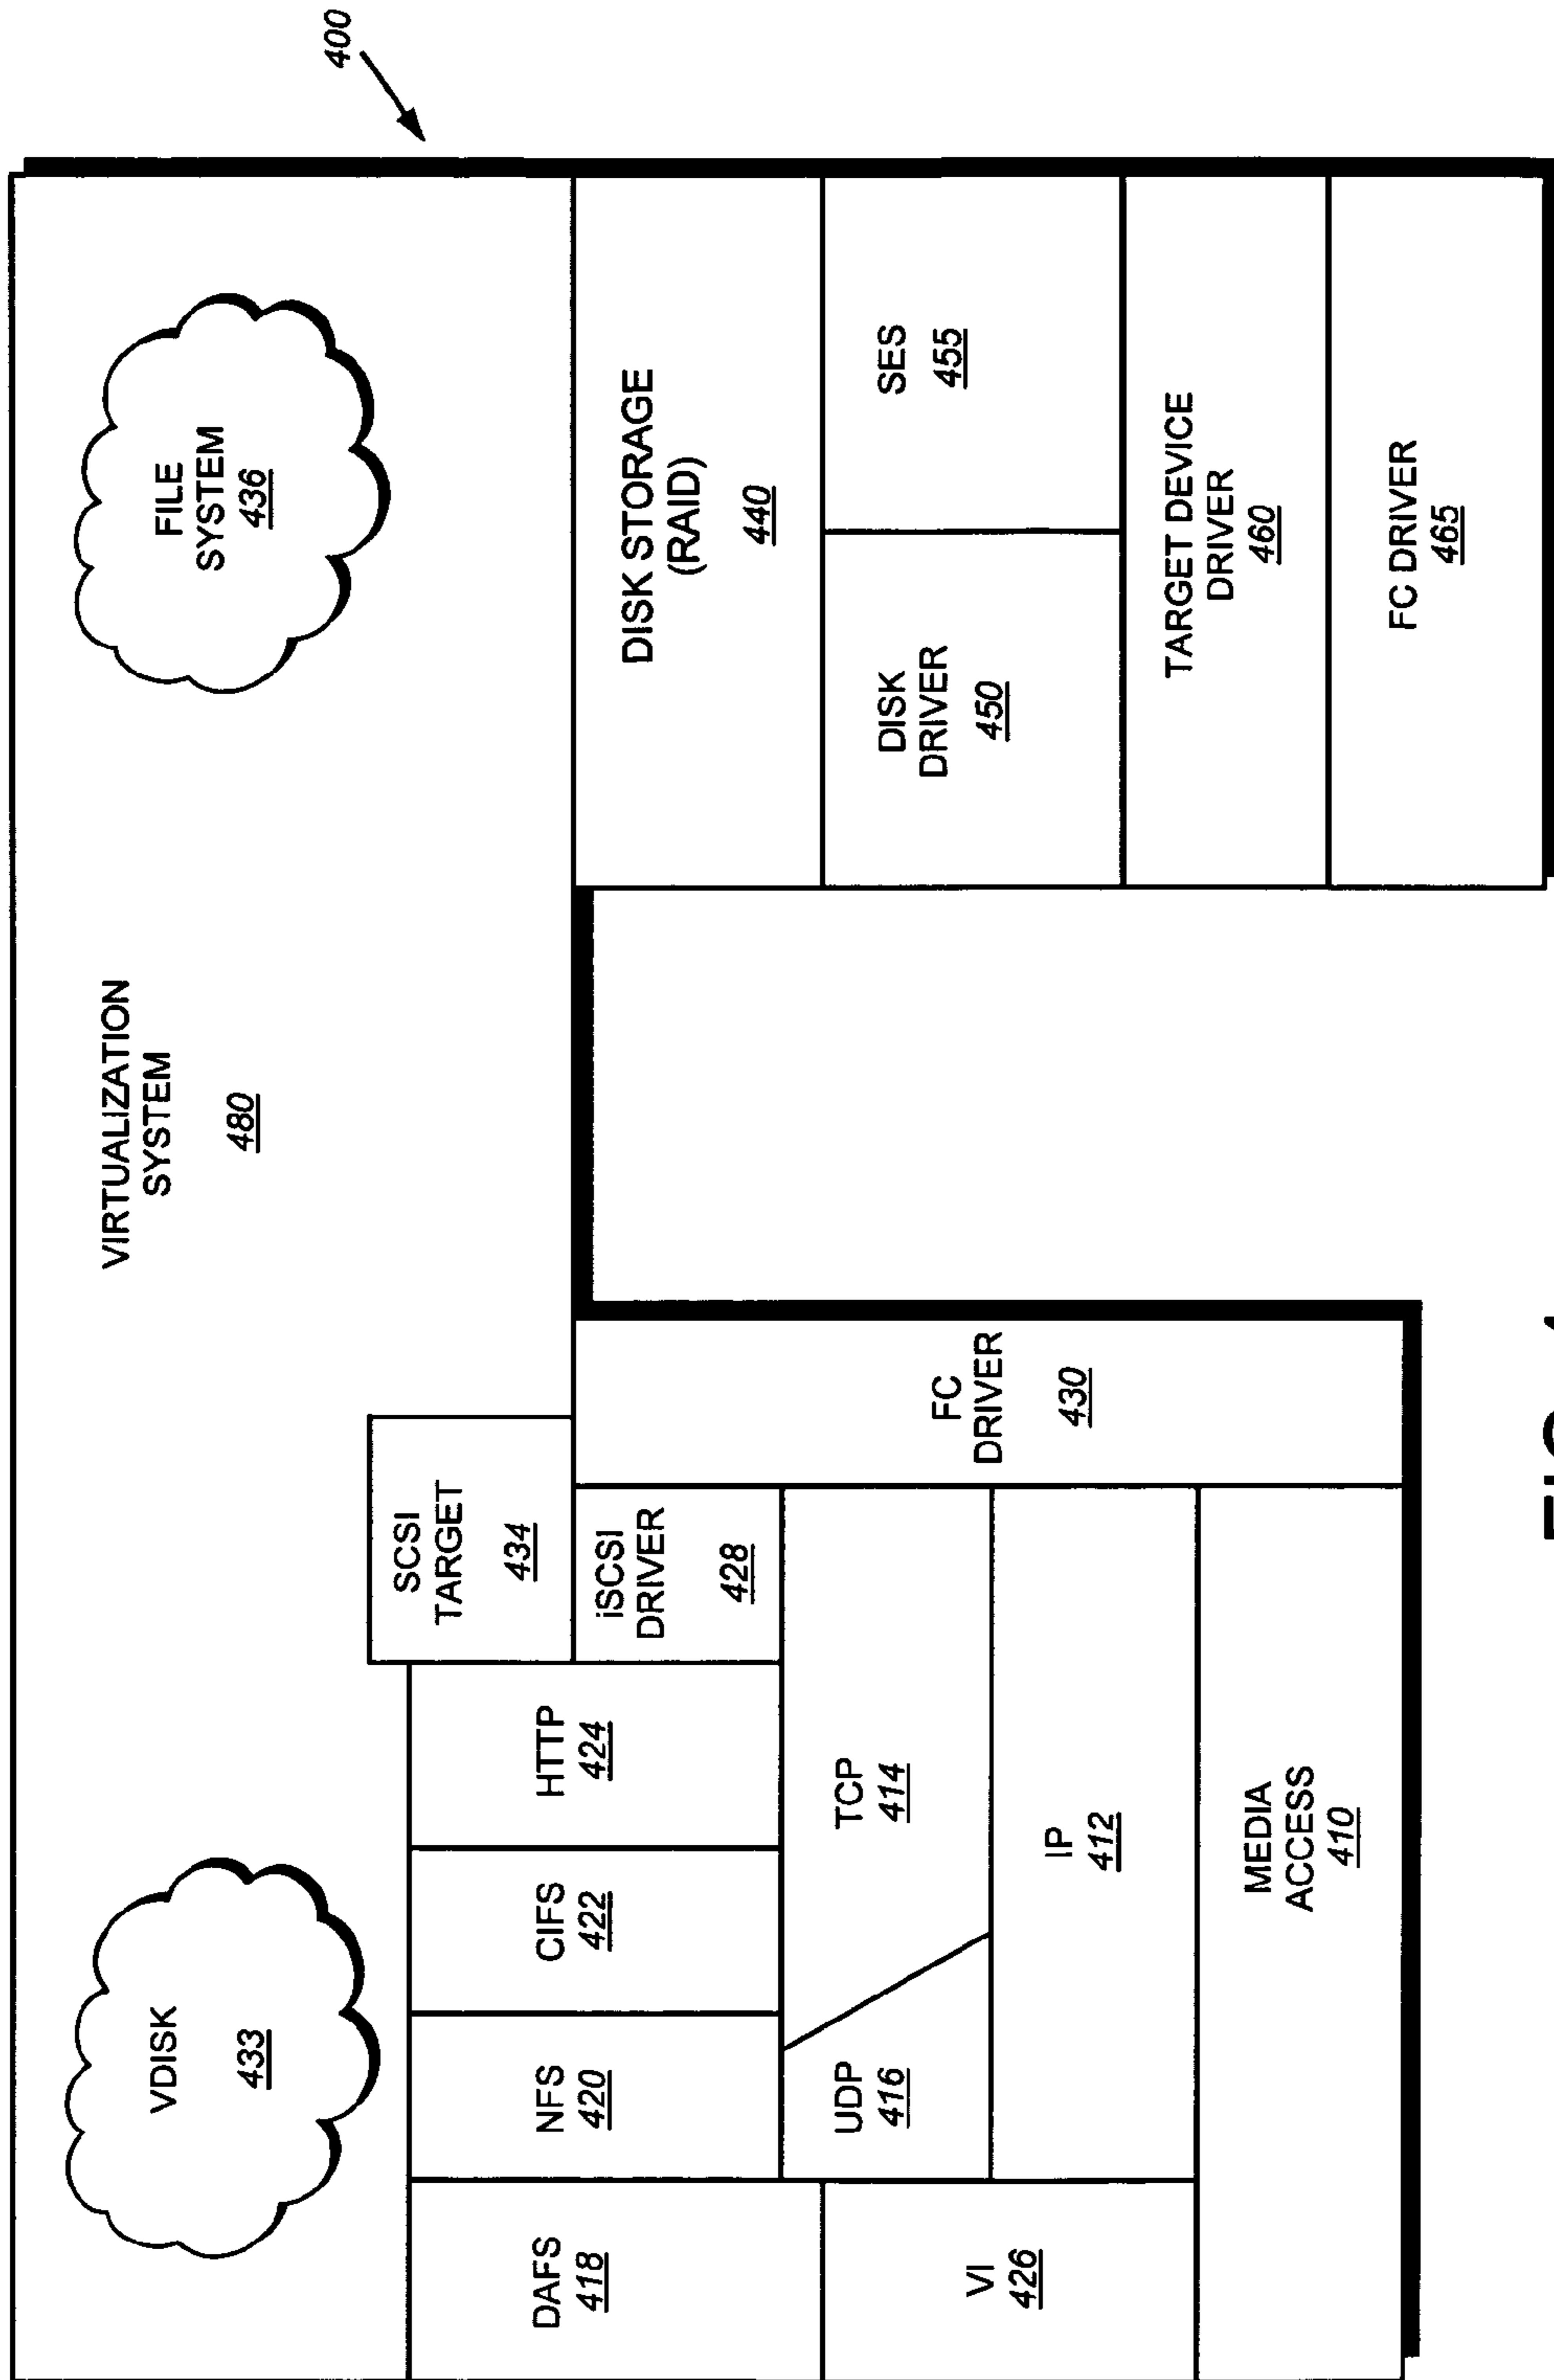 400
VIRTUALIZATION
SYSTEM
480
VDISK
433
FILE
SYSTEM
436
SCSI
TARGET
434
DAFS
418
NFS
420
CIFS
422
HTTP
424
iSCSI
DRIVER
428
VI
426
UDP
416
TCP
414
IP
412
MEDIA
ACCESS
410
FC
DRIVER
430
DISK STORAGE
(RAID)
440
DISK
DRIVER
450
SES
455
TARGET DEVICE
DRIVER
460
FC DRIVER
465